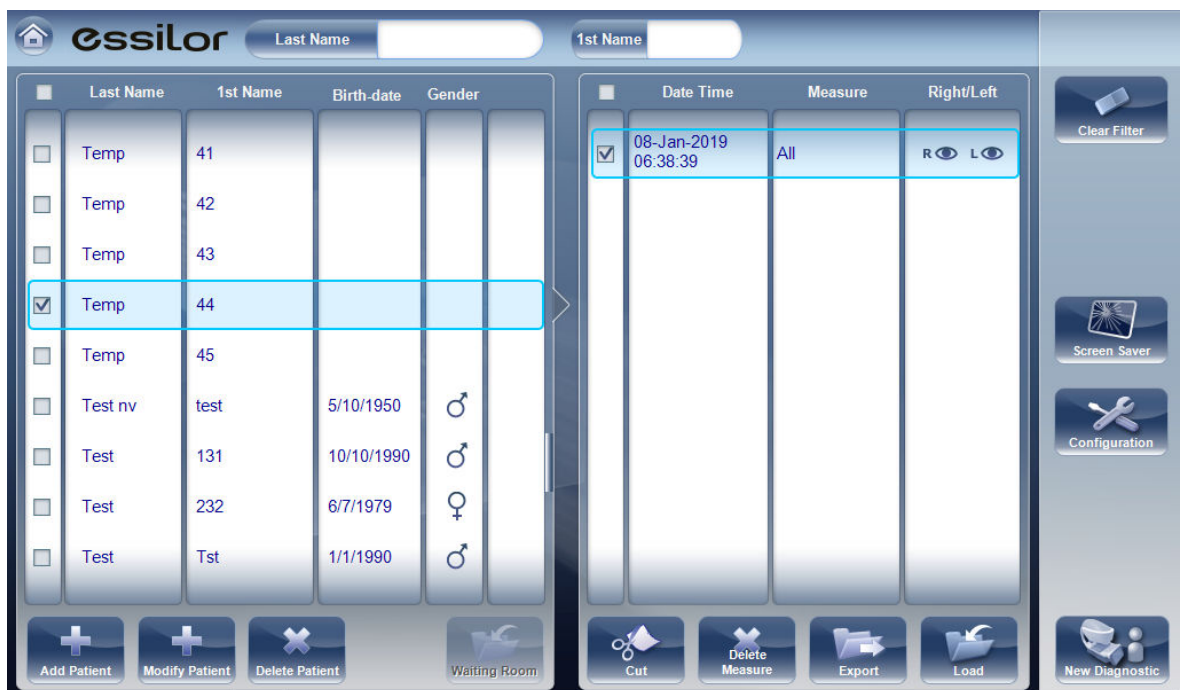 essilor Last Name 1st Name
Last Name 1st Name Birth-date Gender
Date Time Measure Right/Left
Clear Filter
Temp 41
08-Jan-2019
06:38:39
All R L
Temp 42
Temp 43
Temp 44
Temp 45
Screen Saver
Test nv test 5/10/1950
Configuration
Test 131 10/10/1990
Test 232 6/7/1979
Test Tst 1/1/1990
Add Patient Modify Patient Delete Patient Waiting Room
Cut
Delete
Measure
Export Load
New Diagnostic